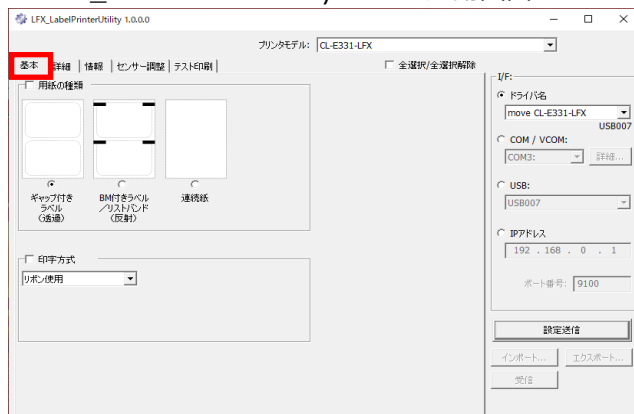 LFX_LabelPrinterUtility 1.0.0.0
プリンタモデル: CL-E331-LFX
基本 詳細 情報 センサー調整 テスト印刷
全選択/全選択解除
用紙の種類
ギャップ付き
ラベル
(透過)
BM付きラベル
/リストバンド
(反射)
連続紙
印字方式
リボン使用
I/F:
ドライバ名
move CL-E331-LFX
USB007
COM / VCOM:
COM3: 詳細...
USB:
USB007
IPアドレス
192 . 168 . 0 . 1
ポート番号: 9100
設定送信
インポート... エクスポート...
受信